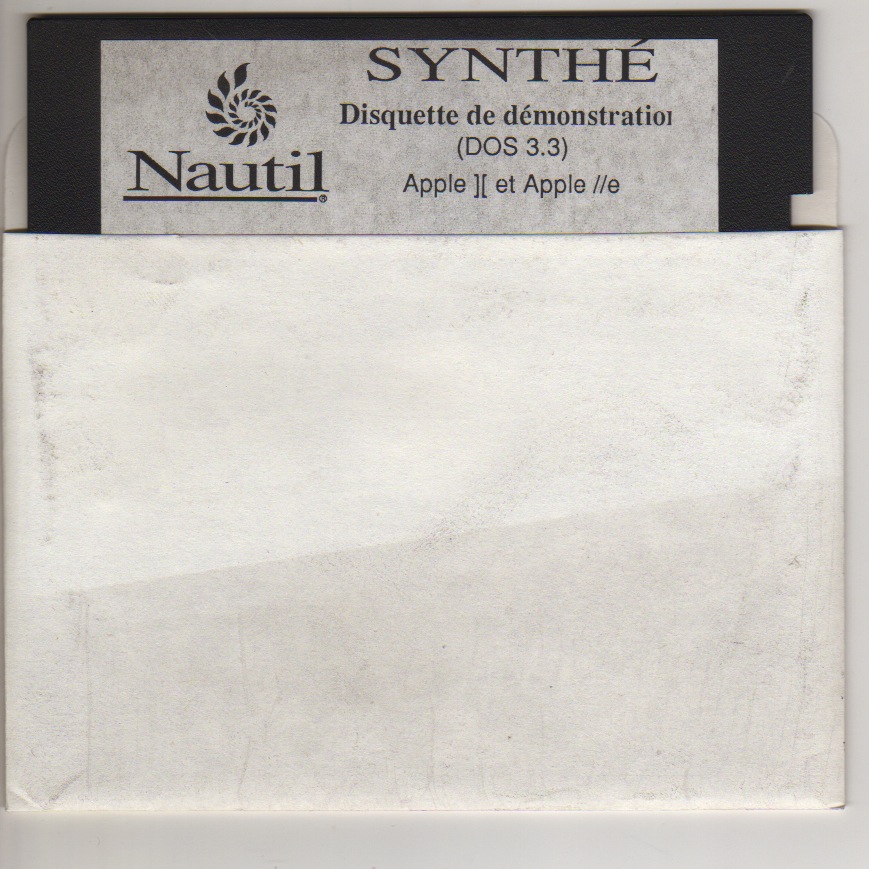 SYNTHÉ
Disquette de démonstration
(DOS 3.3)
Apple ][ et Apple //e
Nautil®